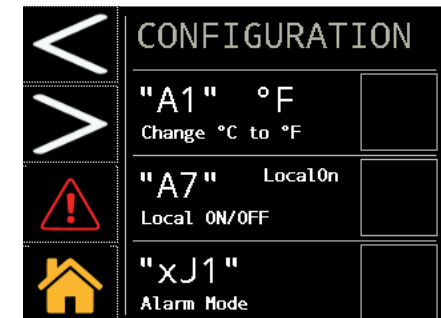 CONFIGURATION
"A1" °F
Change °C to °F
"A7" LocalOn
Local ON/OFF
"xJ1"
Alarm Mode